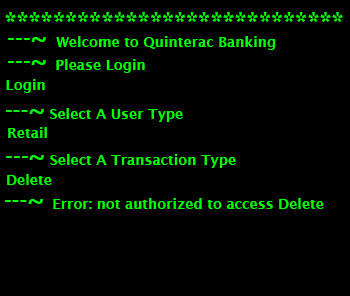 ****************************
---~ Welcome to Quinterac Banking
---~ Please Login
Login
---~ Select A User Type
Retail
---~ Select A Transaction Type
Delete
---~ Error: not authorized to access Delete